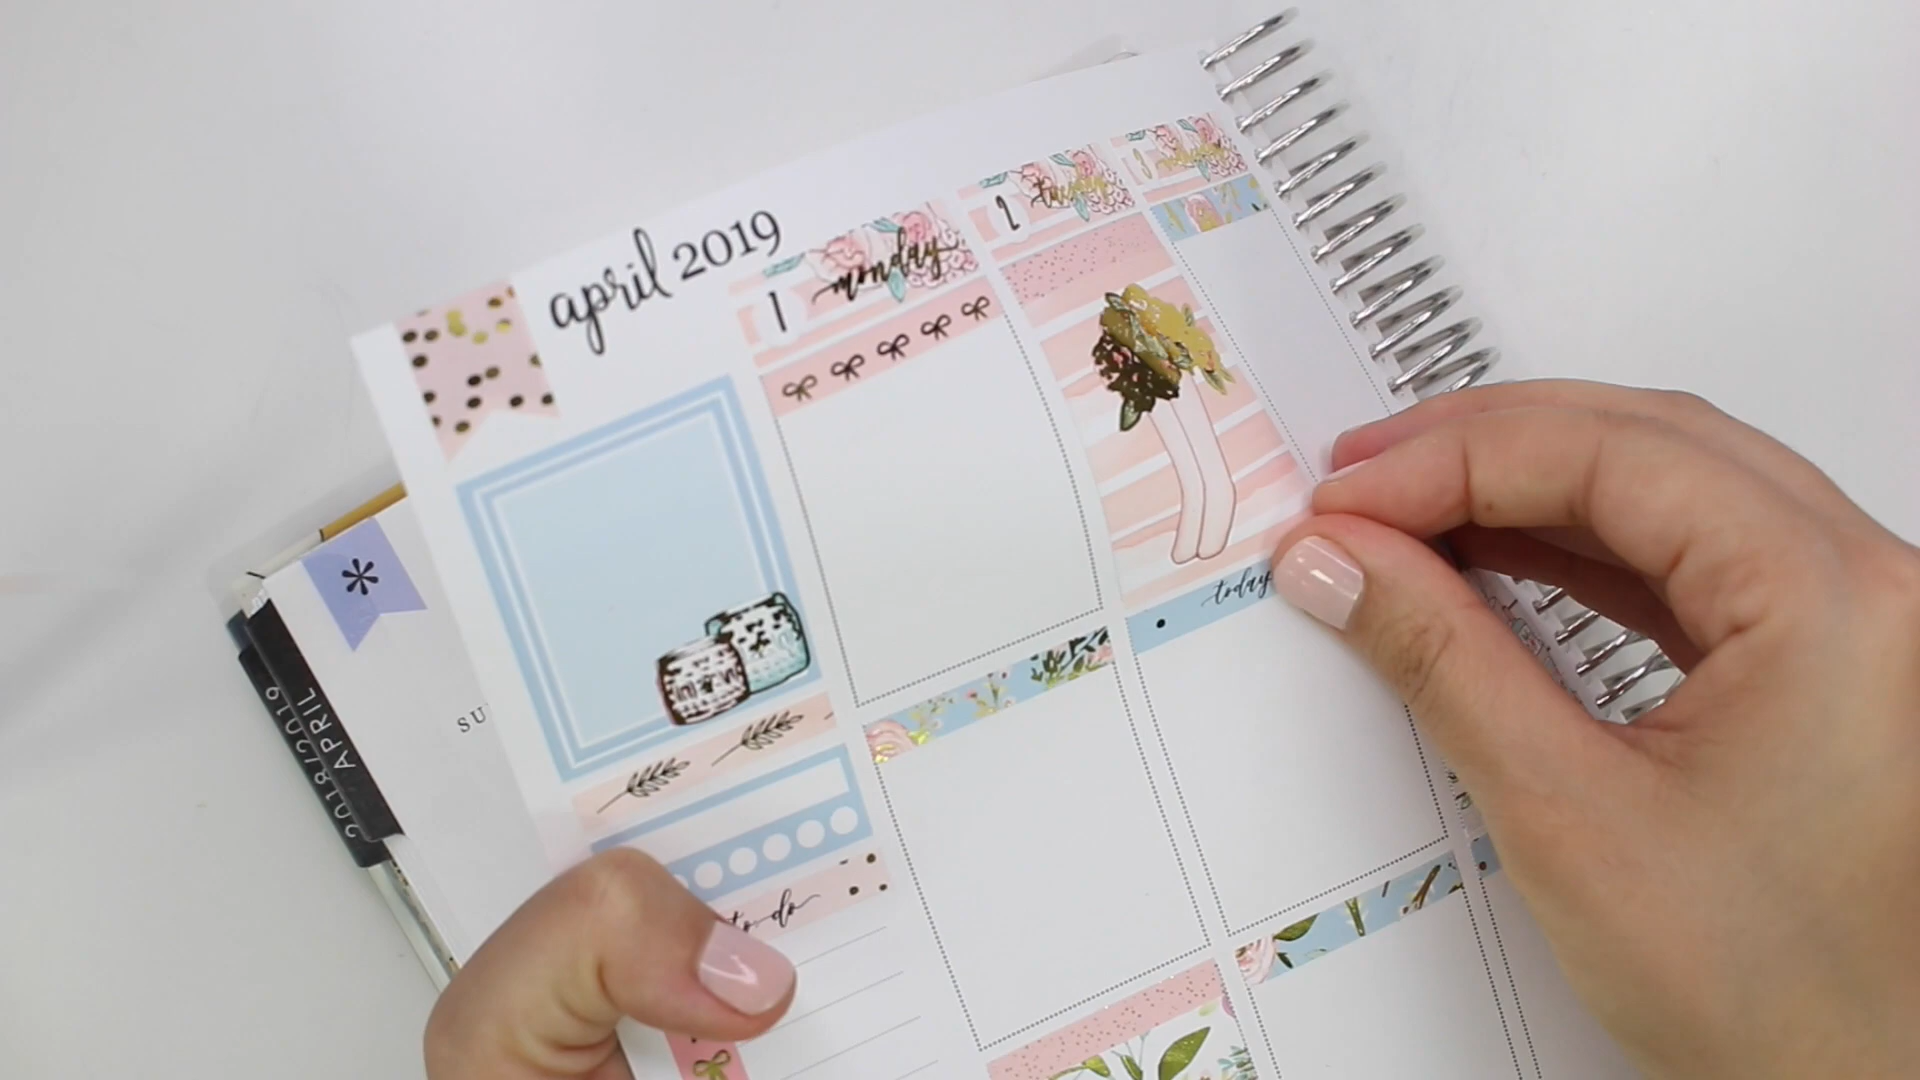 april 2019
1 monday
2 tuesday
today
to do
SU
2018/2019
APRIL